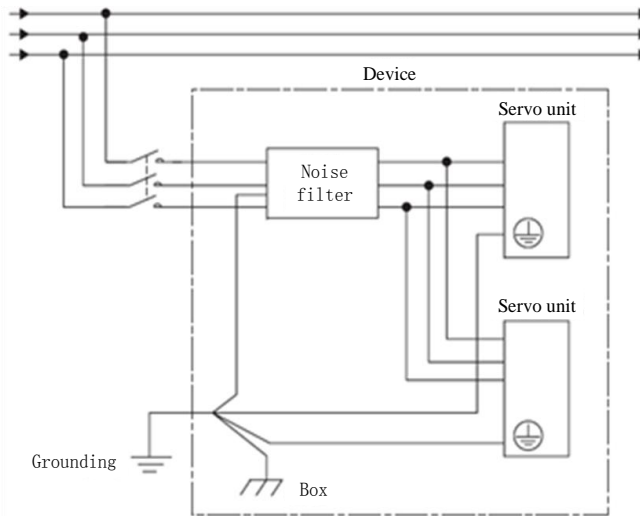 Device
Servo unit
Noise
filter
Servo unit
Grounding
Box